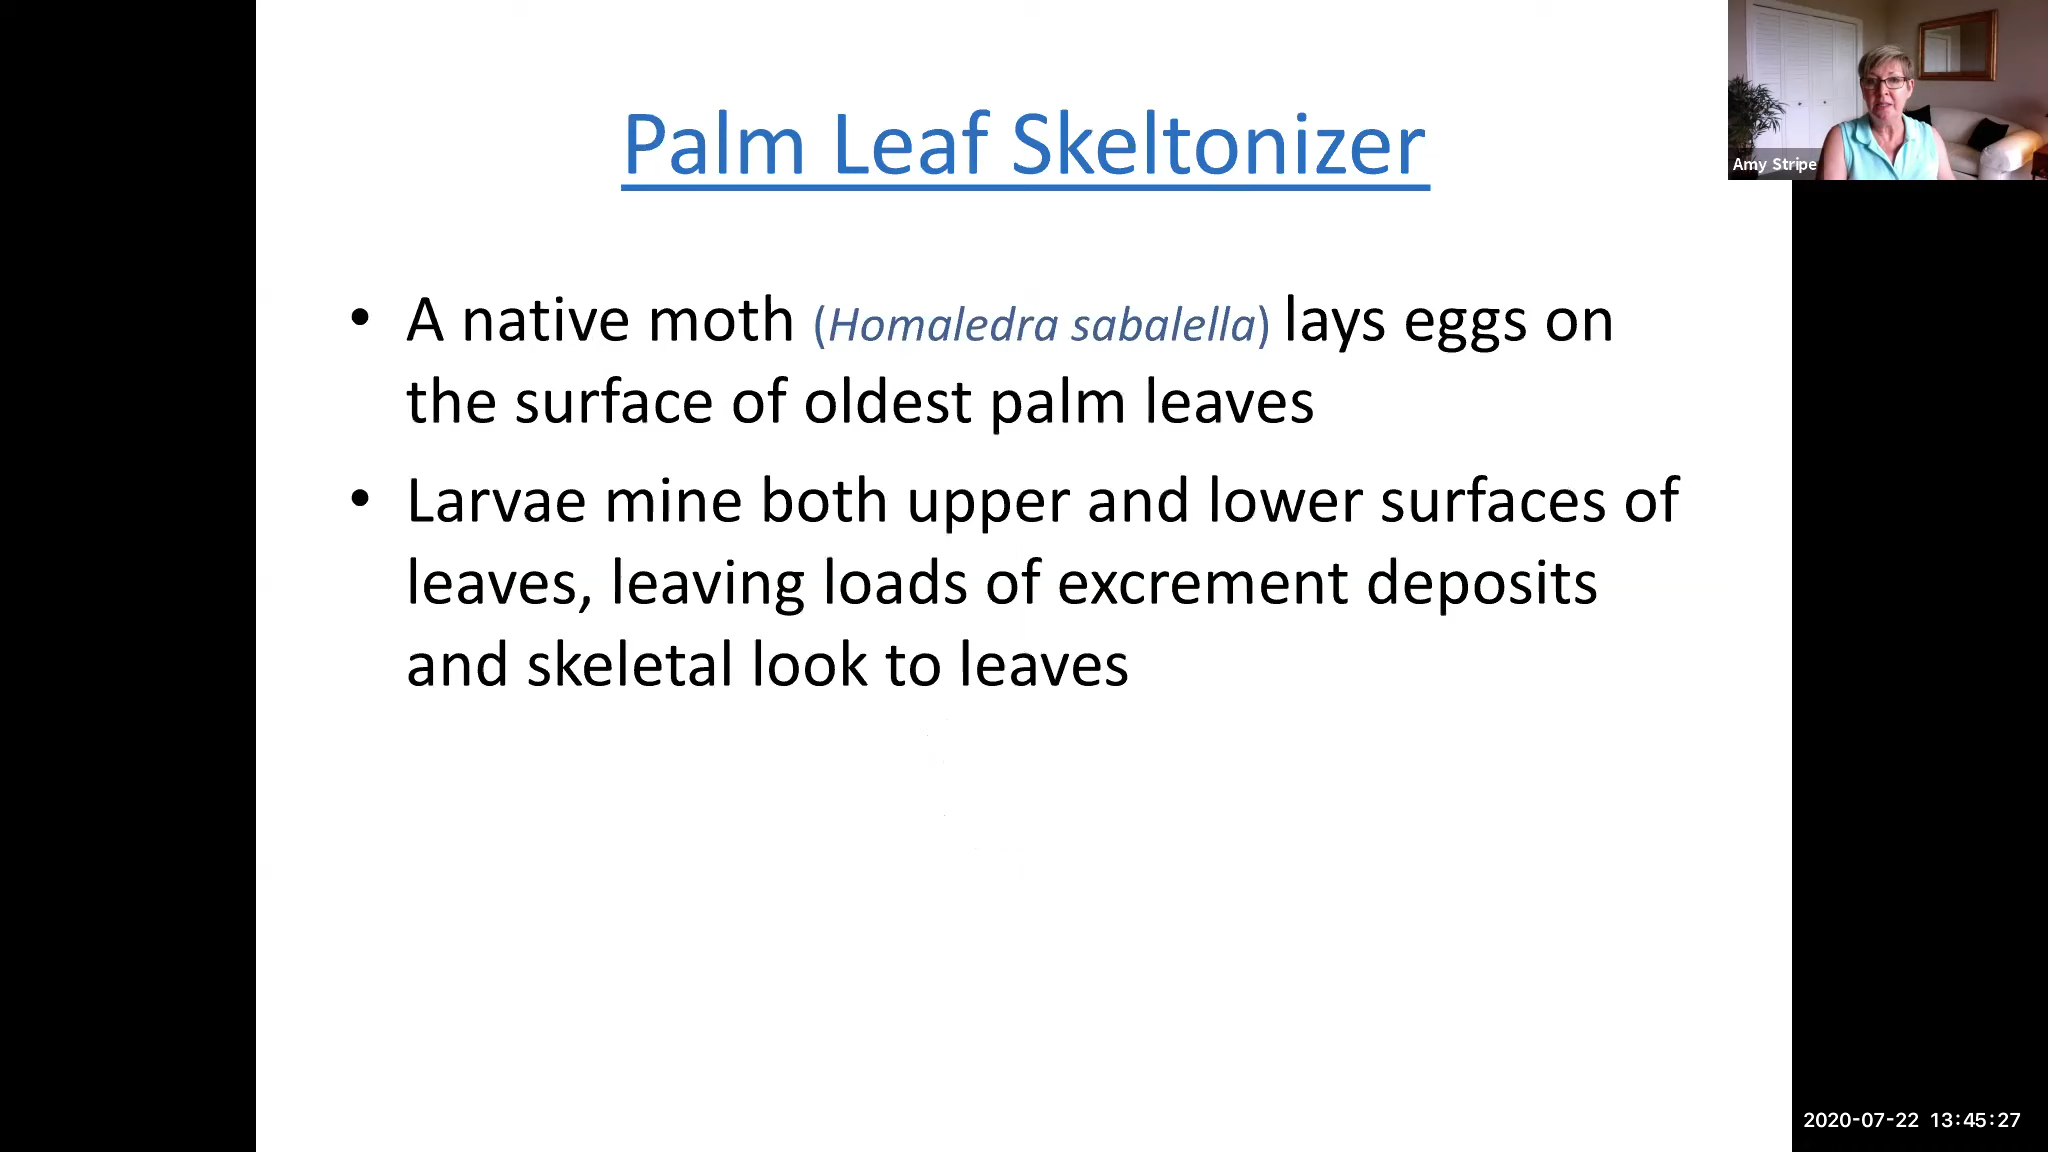 Palm Leaf Skeltonizer
Amy Stripe
• A native moth (Homaledra sabalella) lays eggs on
the surface of oldest palm leaves
• Larvae mine both upper and lower surfaces of
leaves, leaving loads of excrement deposits
and skeletal look to leaves
2020-07-22 13:45:27